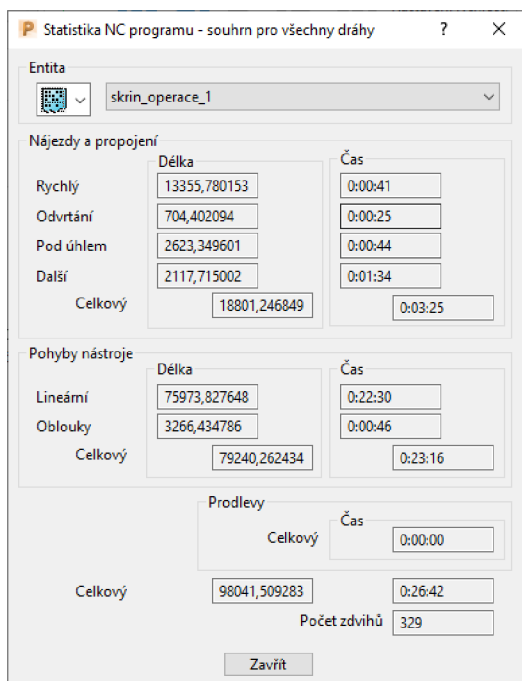 Statistika NC programu - souhrn pro všechny dráhy ?
Entita
skrin_operace_1
Nájezdy a propojení
Délka Čas
Rychlý 13355,780153 0:00:41
Odvrtání 704,402094 0:00:25
Pod úhlem 2623,349601 0:00:44
Další 2117,715002 0:01:34
Celkový 18801,246849 0:03:25
Pohyby nástroje
Délka Čas
Lineární 75973,827648 0:22:30
Oblouky 3266,434786 0:00:46
Celkový 79240,262434 0:23:16
Prodlevy
Čas
Celkový 0:00:00
Celkový 98041,509283 0:26:42
Počet zdvihů 329
Zavřít